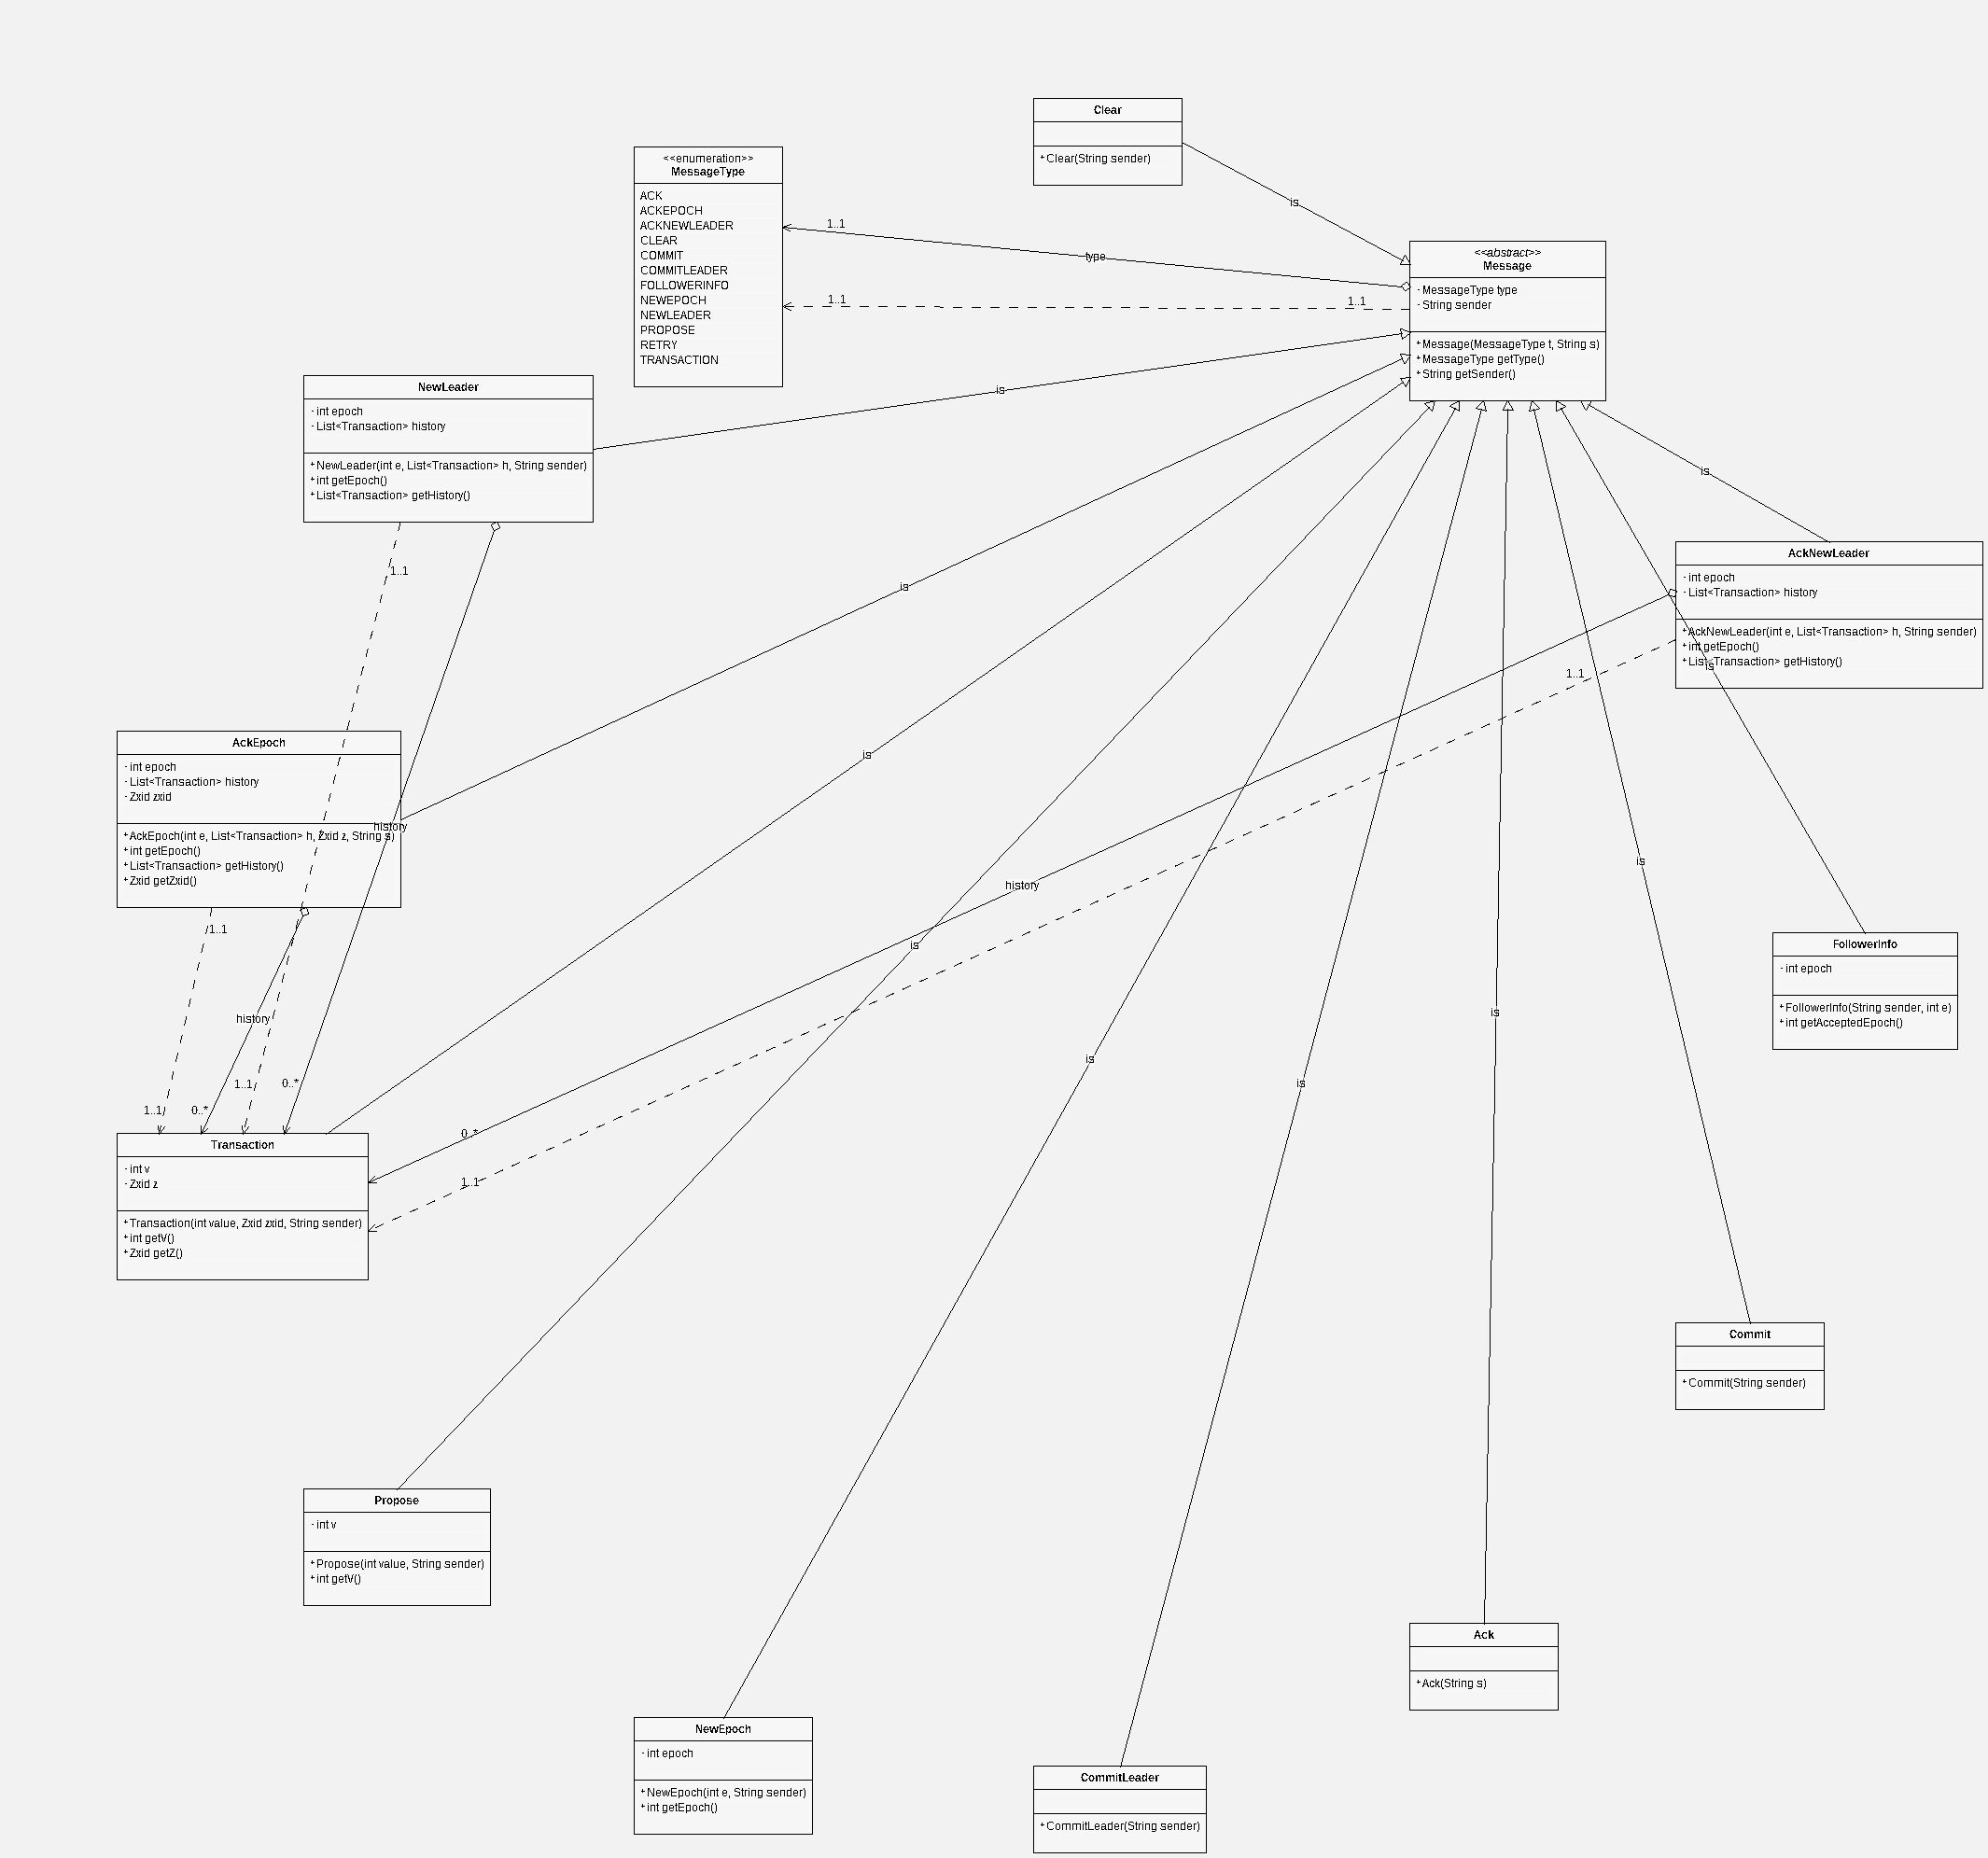 Clear
+ Clear(String sender)
<<enumeration>>
MessageType
ACK
ACKEPOCH
ACKNEWLEADER
CLEAR
COMMIT
COMMITLEADER
FOLLOWERINFO
NEWEPOCH
NEWLEADER
PROPOSE
RETRY
TRANSACTION
is
1..1
type
1..1
1..1
<<abstract>>
Message
- MessageType type
- String sender
+ Message(MessageType t, String s)
+ MessageType getType()
+ String getSender()
NewLeader
- int epoch
- List<Transaction> history
+ NewLeader(int e, List<Transaction> h, String sender)
+ int getEpoch()
+ List<Transaction> getHistory()
is
is
AckNewLeader
- int epoch
- List<Transaction> history
+ AckNewLeader(int e, List<Transaction> h, String sender)
+ int getEpoch()
+ List<Transaction> getHistory()
1..1
is
is
1..1
is
AckEpoch
- int epoch
- List<Transaction> history
- Zxid zxid
+ AckEpoch(int e, List<Transaction> h, Zxid z, String s)
+ int getEpoch()
+ List<Transaction> getHistory()
+ Zxid getZxid()
history
is
history
1..1
is
FollowerInfo
- int epoch
+ FollowerInfo(String sender, int e)
+ int getAcceptedEpoch()
history
is
is
1..1
0..*
is
1..1
0..*
0..*
1..1
Transaction
- int v
- Zxid z
+ Transaction(int value, Zxid zxid, String sender)
+ int getV()
+ Zxid getZ()
Commit
+ Commit(String sender)
Propose
- int v
+ Propose(int value, String sender)
+ int getV()
Ack
+ Ack(String s)
NewEpoch
- int epoch
+ NewEpoch(int e, String sender)
+ int getEpoch()
CommitLeader
+ CommitLeader(String sender)